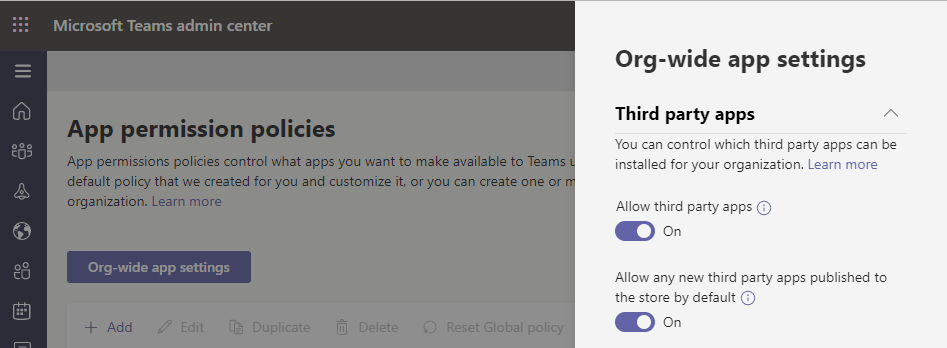 Microsoft Teams admin center
App permission policies
App permissions policies control what apps you want to make available to Teams u
default policy that we created for you and customize it, or you can create one or m
organization. Learn more
Org-wide app settings
Add Edit Duplicate Delete Reset Global policy
Org-wide app settings
Third party apps
You can control which third party apps can be
installed for your organization. Learn more
Allow third party apps
On
Allow any new third party apps published to
the store by default
On